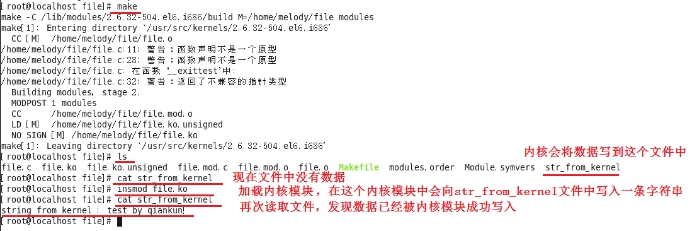 [root@localhost file]# make
make -C /lib/modules/2.6.32-504.el6.i686/build M=/home/melody/file modules
make[1]: Entering directory `/usr/src/kernels/2.6.32-504.el6.i686'
CC [M]  /home/melody/file/file.o
/home/melody/file/file.c:11: 警告：函数声明不是一个原型
/home/melody/file/file.c:28: 警告：函数声明不是一个原型
/home/melody/file/file.c: 在函数‘__exittest’中:
/home/melody/file/file.c:32: 警告：返回了不兼容的指针类型
Building modules, stage 2.
MODPOST 1 modules
CC      /home/melody/file/file.mod.o
LD [M]  /home/melody/file/file.ko.unsigned
NO SIGN [M] /home/melody/file/file.ko
make[1]: Leaving directory `/usr/src/kernels/2.6.32-504.el6.i686'
内核会将数据写到这个文件中
[root@localhost file]# ls
file.c  file.ko  file.ko.unsigned  file.mod.c  file.mod.o  file.o  Makefile  modules.order  Module.symvers  str_from_kernel
[root@localhost file]# cat str_from_kernel 现在文件中没有数据
[root@localhost file]# insmod file.ko 加载内核模块，在这个内核模块中会向str_from_kernel文件中写入一条字符串
[root@localhost file]# cat str_from_kernel 再次读取文件，发现数据已经被内核模块成功写入
string from kernel : test by qiankun!
[root@localhost file]#